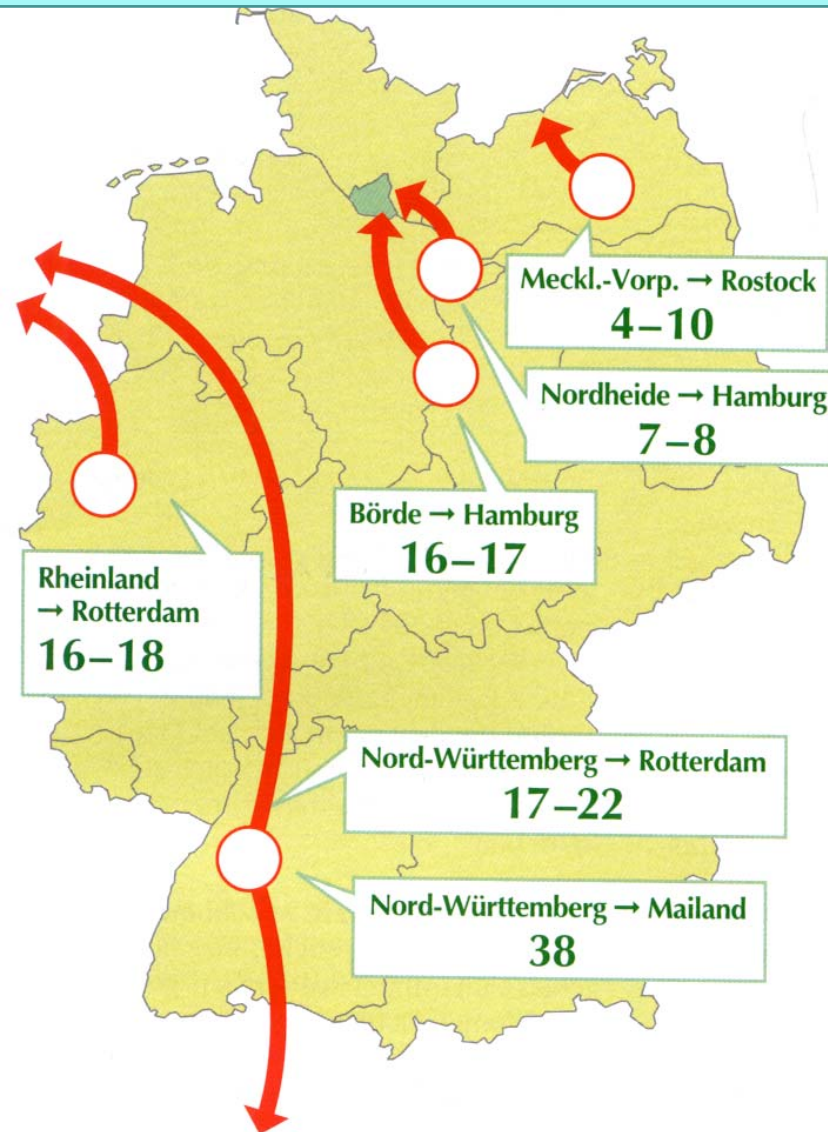 Meckl.-Vorp. → Rostock
4–10
Nordheide → Hamburg
7–8
Börde → Hamburg
16–17
Rheinland
→ Rotterdam
16–18
Nord-Württemberg → Rotterdam
17–22
Nord-Württemberg → Mailand
38